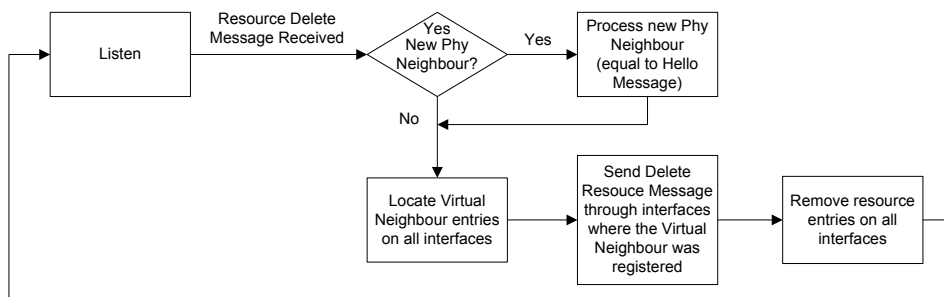 Listen
Resource Delete
Message Received
Yes
New Phy
Neighbour?
Yes
Process new Phy
Neighbour
(equal to Hello
Message)
No
Locate Virtual
Neighbour entries
on all interfaces
Send Delete
Resouce Message
through interfaces
where the Virtual
Neighbour was
registered
Remove resource
entries on all
interfaces